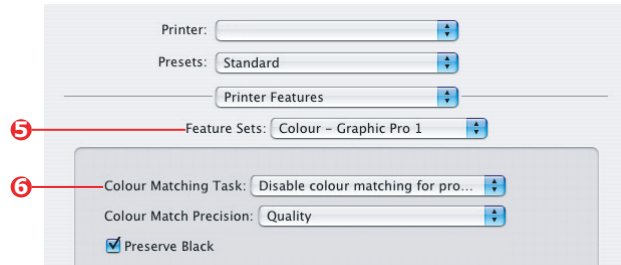 Printer:
Presets: Standard
Printer Features
5 Feature Sets: Colour – Graphic Pro 1
6 Colour Matching Task: Disable colour matching for pro...
Colour Match Precision: Quality
Preserve Black